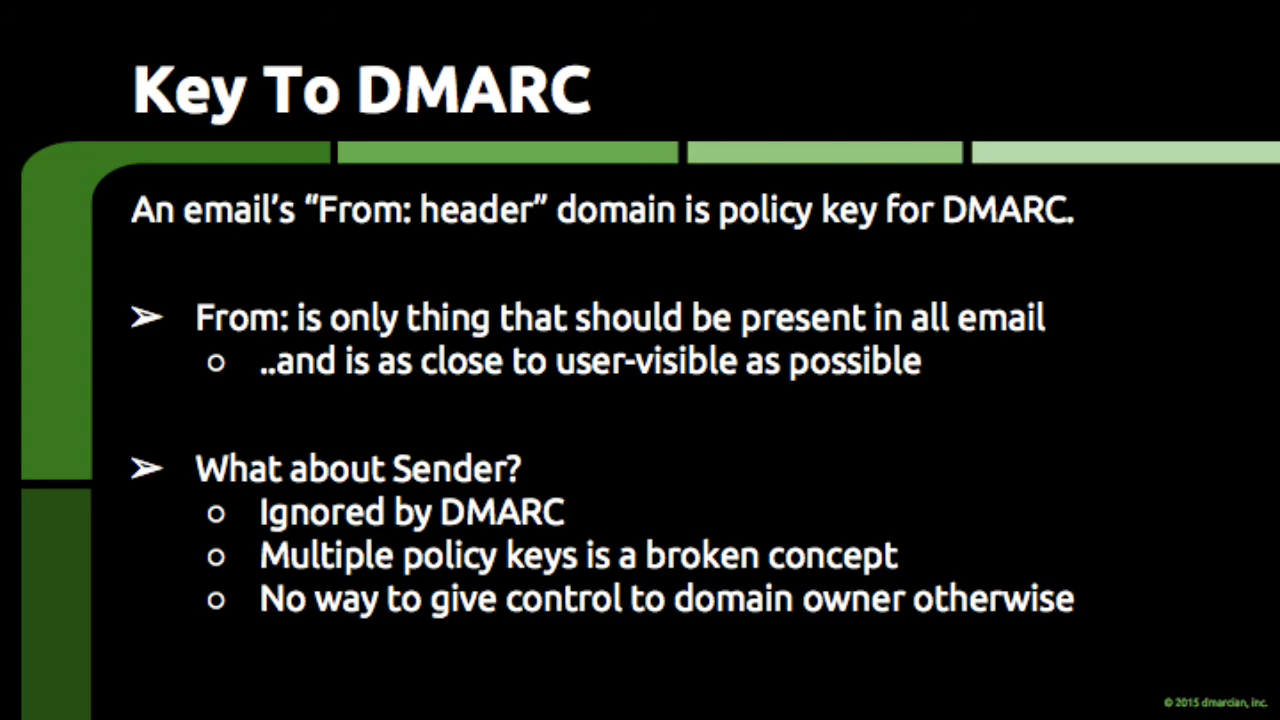 Key To DMARC
An email’s “From: header” domain is policy key for DMARC.
➢ From: is only thing that should be present in all email
○ ..and is as close to user-visible as possible
➢ What about Sender?
○ Ignored by DMARC
○ Multiple policy keys is a broken concept
○ No way to give control to domain owner otherwise
© 2015 dmarcian, inc.